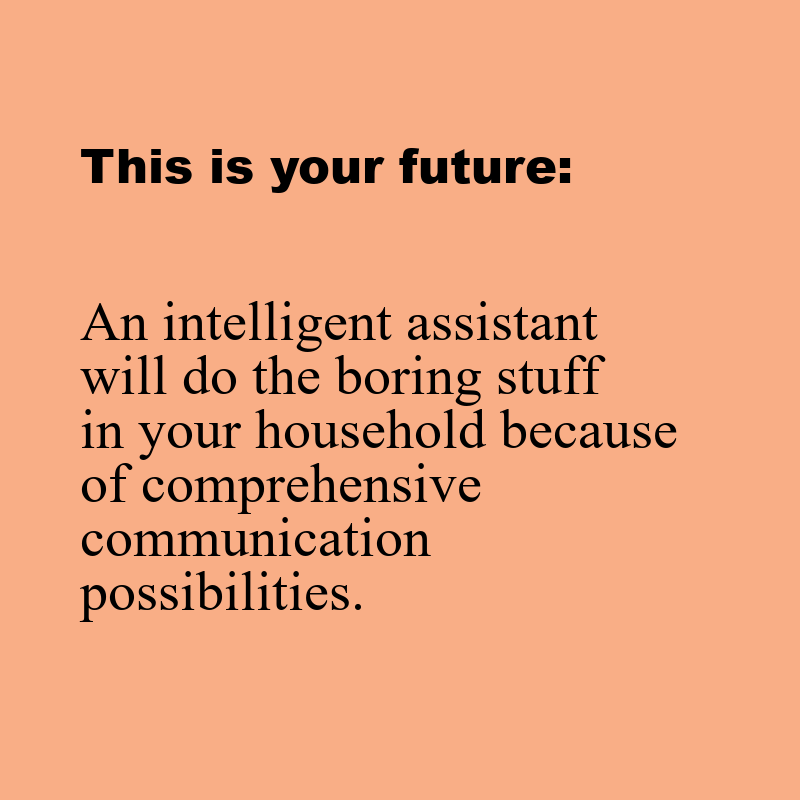 This is your future:
An intelligent assistant
will do the boring stuff
in your household because
of comprehensive
communication
possibilities.